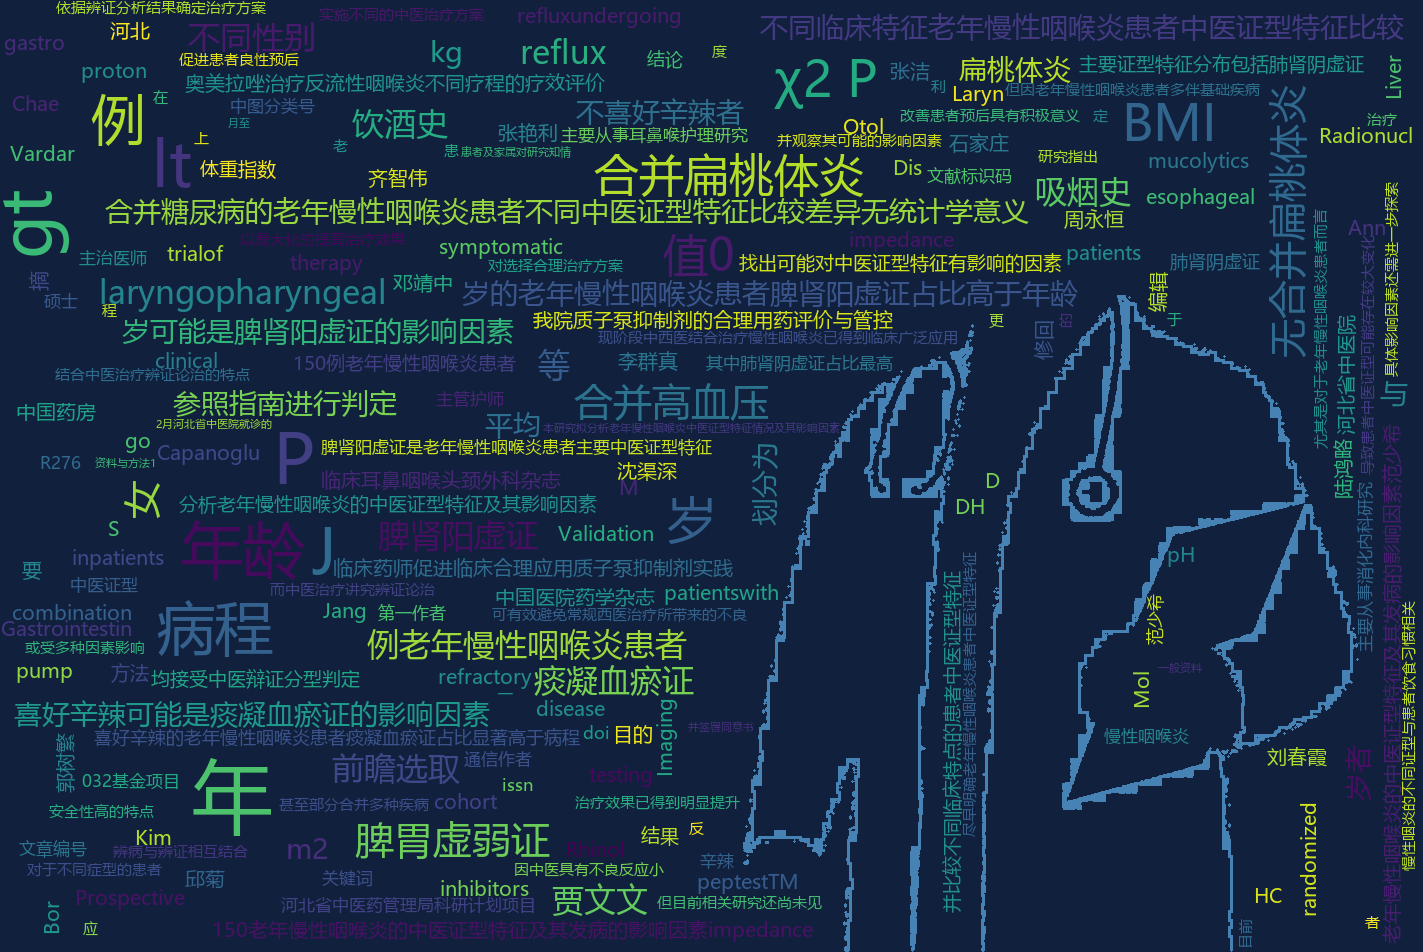 依据辨证分析结果确定治疗方案
实施不同的中医治疗方案
refluxundergoing
不同临床特征老年慢性咽喉炎患者中医证型特征比较
河北
不同性别
gastro
促进患者良性预后
kg
reflux
结论
度
proton
奥美拉唑治疗反流性咽喉炎不同疗程的疗效评价
χ2 P
张洁
利
扁桃体炎
主要证型特征分布包括肺肾阴虚证
Liver
Laryn
但因老年慢性咽喉炎患者多伴基础疾病
Chae
例
在
中图分类号
月至
饮酒史
不喜好辛辣者
张艳利
主要从事耳鼻喉护理研究
改善患者预后具有积极意义
定
BMI
治疗
Radionucl
Otol
并观察其可能的影响因素
石家庄
无合并扁桃体炎
Vardar
lt
上
老
患
患者及家属对研究知情
体重指数
齐智伟
合并扁桃体炎
Dis
文献标识码
研究指出
mucolytics
吸烟史
esophageal
gt
合并糖尿病的老年慢性咽喉炎患者不同中医证型特征比较差异无统计学意义
周永恒
Ann
具体影响因素还需进一步探索
主治医师
trialof
symptomatic
值0
impedance
patients
therapy
对选择合理治疗方案
找出可能对中医证型特征有影响的因素
肺肾阴虚证
摘
硕士
程
laryngopharyngeal
邓靖中
岁的老年慢性咽喉炎患者脾肾阳虚证占比高于年龄
编辑
尤其是对于老年慢性咽喉炎患者而言
岁可能是脾肾阳虚证的影响因素
我院质子泵抑制剂的合理用药评价与管控
更
修回
的
于
现阶段中西医结合治疗慢性咽喉炎已得到临床广泛应用
clinical
150例老年慢性咽喉炎患者
等
李群真
其中肺肾阴虚证占比最高
河北省中医院
结合中医治疗辨证论治的特点
中国药房
参照指南进行判定
主管护师
合并高血压
与
2月河北省中医院就诊的
平均
本研究拟分析老年慢性咽喉炎中医证型特征情况及其影响因素
go
Capanoglu
P
脾肾阳虚证是老年慢性咽喉炎患者主要中医证型特征
划分为
陆鸿略
导致患者中医证型可能存在较大变化
R276
资料与方法1
临床耳鼻咽喉头颈外科杂志
沈渠深
M
D
女
分析老年慢性咽喉炎的中医证型特征及其影响因素
DH
S
年龄
J
脾肾阳虚证
Validation
岁
inpatients
要
中医证型
临床药师促进临床合理应用质子泵抑制剂实践
pH
而中医治疗讲究辨证论治
中国医院药学杂志
patientswith
主要从事消化内科研究
combination
病程
Jang
第一作者
可有效避免常规西医治疗所带来的不良
范少希
Gastrointestin
或受多种因素影响
例老年慢性咽喉炎患者
pump
方法
均接受中医辩证分型判定
refractory
痰凝血瘀证
一般资料
一
Mol
喜好辛辣可能是痰凝血瘀证的影响因素
disease
并签署同意书
并比较不同临床特点的患者中医证型特征
尽早明确老年慢性咽喉炎患者中医证型特征
慢性咽喉炎
喜好辛辣的老年慢性咽喉炎患者痰凝血瘀证占比显著高于病程
doi
目的
Imaging
郭树繁
刘春霞
岁者
老年慢性咽喉炎的中医证型特征及其发病的影响因素范少希
慢性咽炎的不同证型与患者饮食习惯相关
032基金项目
前瞻选取
通信作者
testing
issn
年
安全性高的特点
甚至部分合并多种疾病
cohort
治疗效果已得到明显提升
Kim
脾胃虚弱证
结果
反
文章编号
辨病与辨证相互结合
m2
randomized
对于不同症型的患者
邱菊
关键词
因中医具有不良反应小
辛辣
peptestTM
inhibitors
Prospective
河北省中医药管理局科研计划项目
贾文文
但目前相关研究还尚未见
HC
Bor
应
150老年慢性咽喉炎的中医证型特征及其发病的影响因素impedance
目前
者